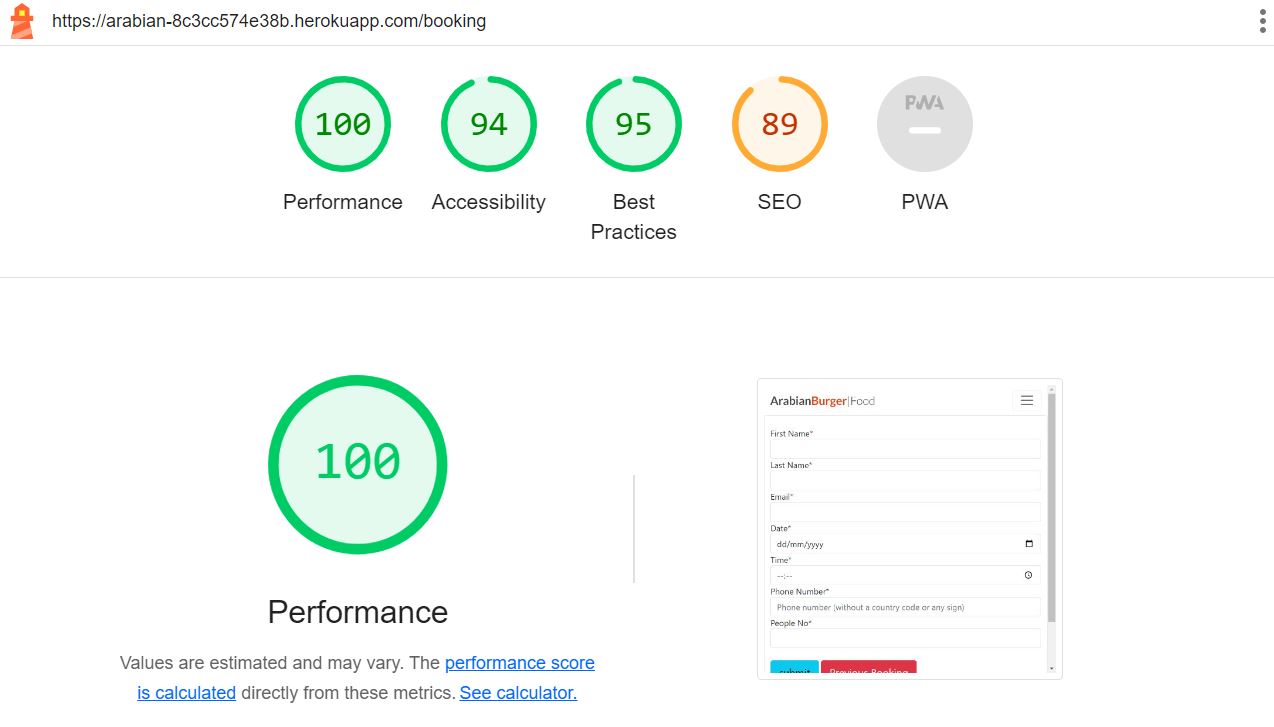 https://arabian-8c3cc574e38b.herokuapp.com/booking
100
94
95
89
PWA
Performance
Accessibility
Best
Practices
SEO
PWA
100
Performance
Values are estimated and may vary. The performance score
is calculated directly from these metrics. See calculator.
ArabianBurger|Food
First Name*
Last Name*
Email*
Date*
dd/mm/yyyy
Time*
--:--
Phone Number*
Phone number (without a country code or any sign)
People No*
submit
Previous Booking